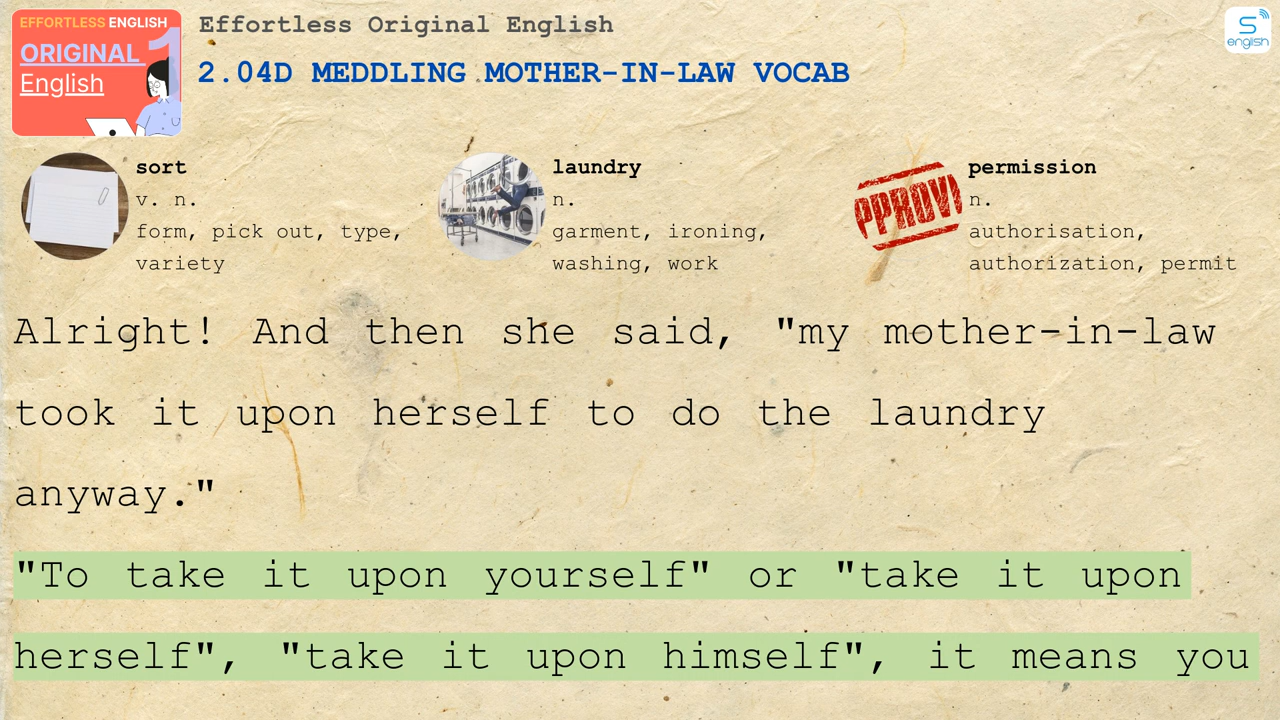 EFFORTLESS ENGLISH
ORIGINAL 1
English
Effortless Original English
2.04D MEDDLING MOTHER-IN-LAW VOCAB
S
english
sort
v. n.
form, pick out, type,
variety
laundry
n.
garment, ironing,
washing, work
PPROV
permission
n.
authorisation,
authorization, permit
Alright! And then she said, "my mother-in-law
took it upon herself to do the laundry
anyway."
"To take it upon yourself" or "take it upon
herself", "take it upon himself", it means you